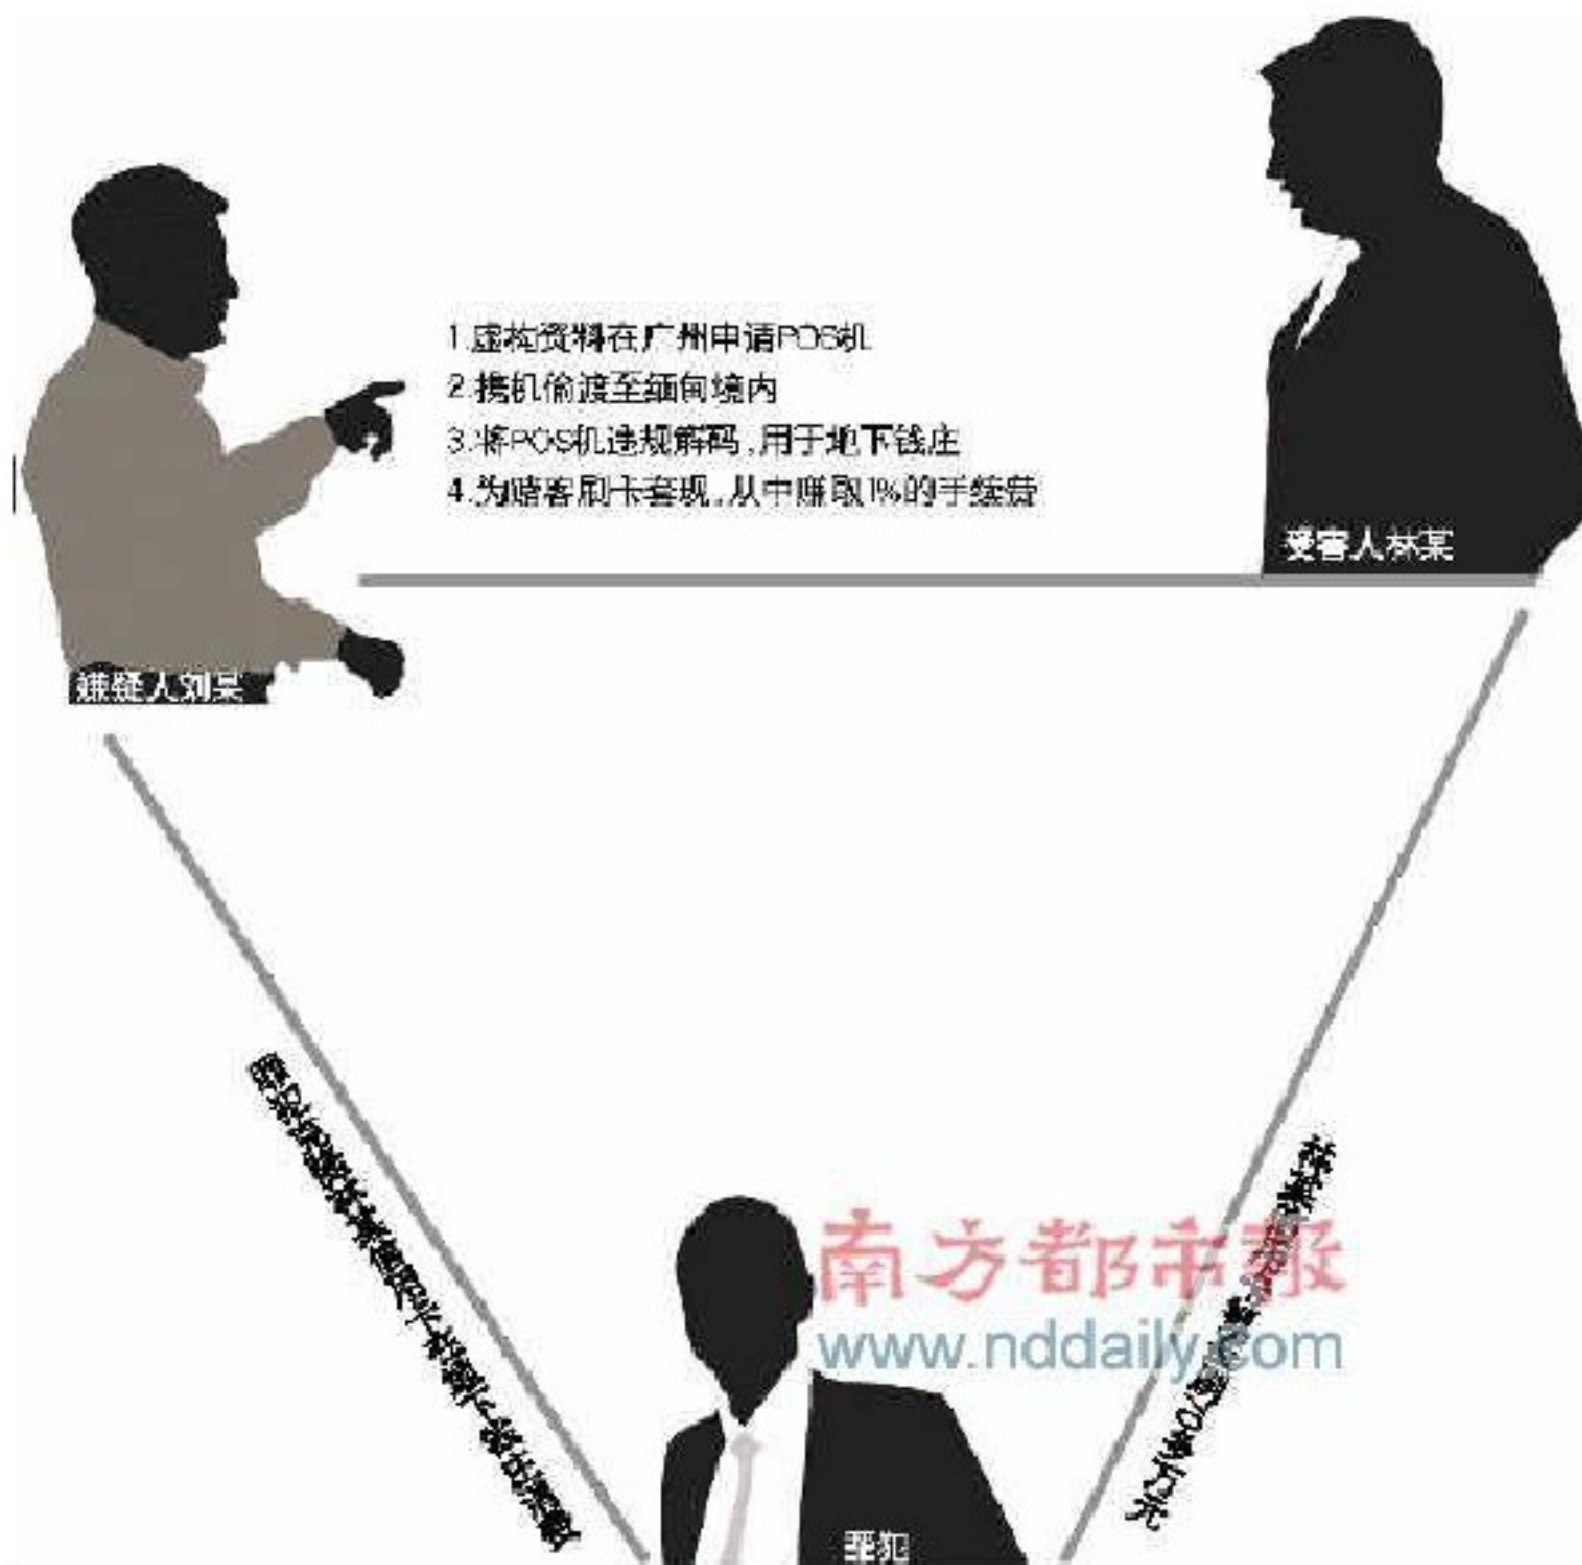 1.虚构资料在广州申请POS机
2.携机偷渡至缅甸境内
3.将POS机违规解码,用于地下钱庄
4.为赌客刷卡套现,从中赚取1%的手续费
受害人林某
嫌疑人刘某
南方都市报
www.nddaily.com
罪犯